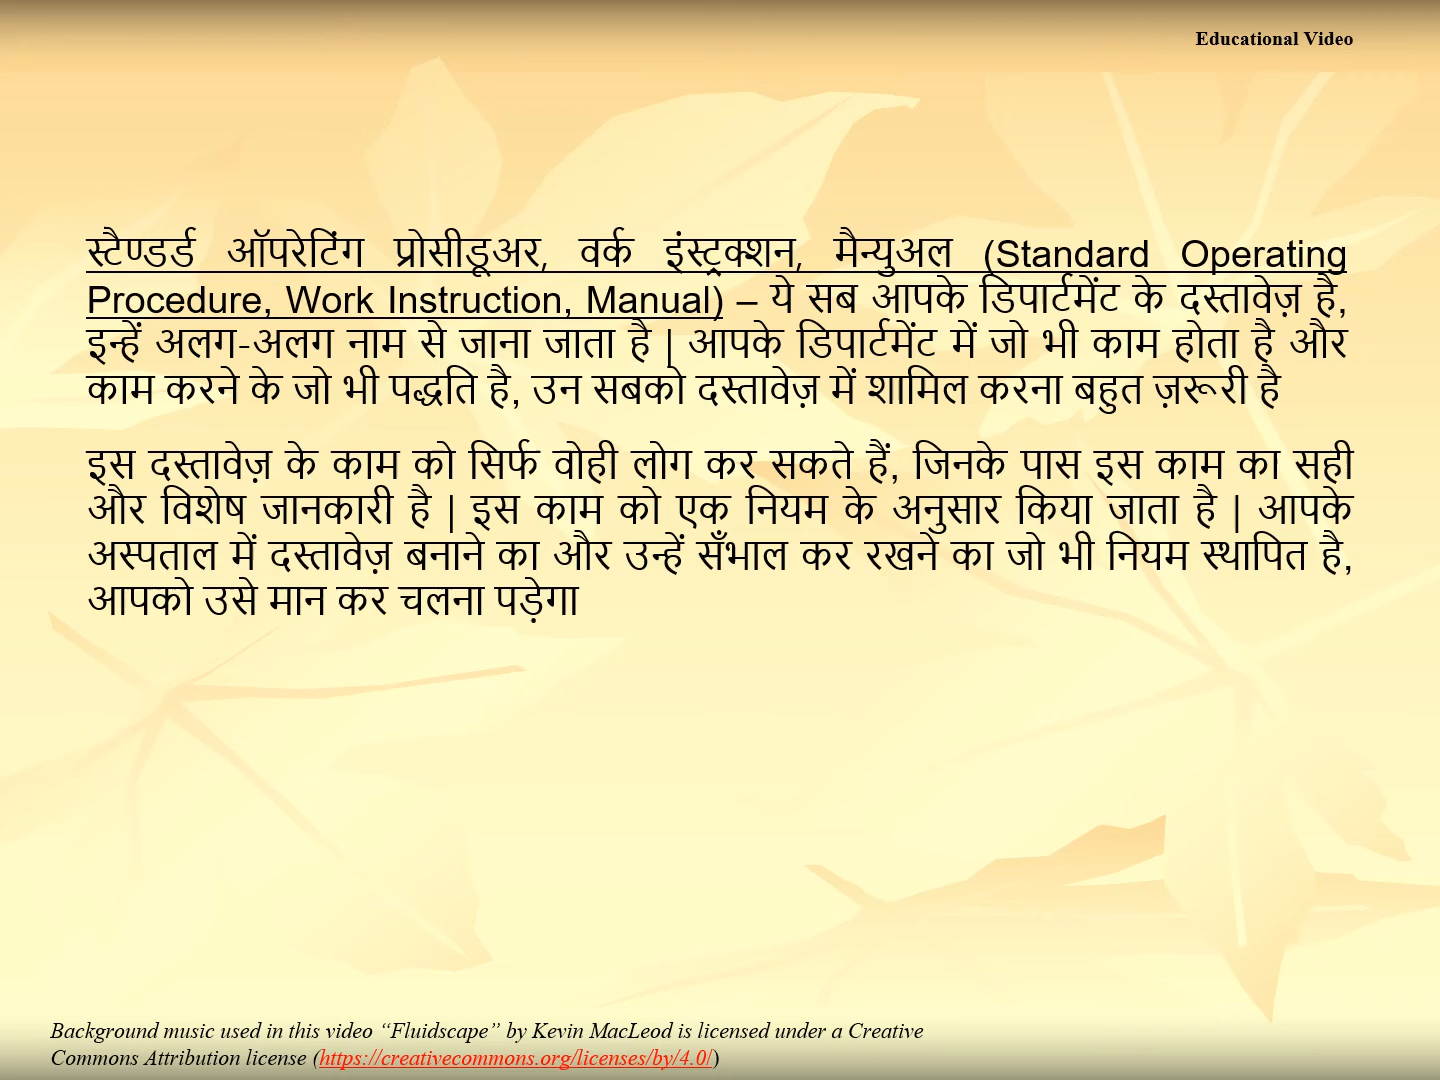 Educational Video
स्टैण्डर्ड ऑपरेटिंग प्रोसीडूअर, वर्क इंस्ट्रक्शन, मैन्युअल (Standard Operating
Procedure, Work Instruction, Manual) – ये सब आपके डिपार्टमेंट के दस्तावेज़ है,
इन्हें अलग-अलग नाम से जाना जाता है | आपके डिपार्टमेंट में जो भी काम होता है और
काम करने के जो भी पद्धति है, उन सबको दस्तावेज़ में शामिल करना बहुत ज़रूरी है
इस दस्तावेज़ के काम को सिर्फ वोही लोग कर सकते हैं, जिनके पास इस काम का सही
और विशेष जानकारी है | इस काम को एक नियम के अनुसार किया जाता है | आपके
अस्पताल में दस्तावेज़ बनाने का और उन्हें सँभाल कर रखने का जो भी नियम स्थापित है,
आपको उसे मान कर चलना पड़ेगा
Background music used in this video “Fluidscape” by Kevin MacLeod is licensed under a Creative
Commons Attribution license (https://creativecommons.org/licenses/by/4.0/)